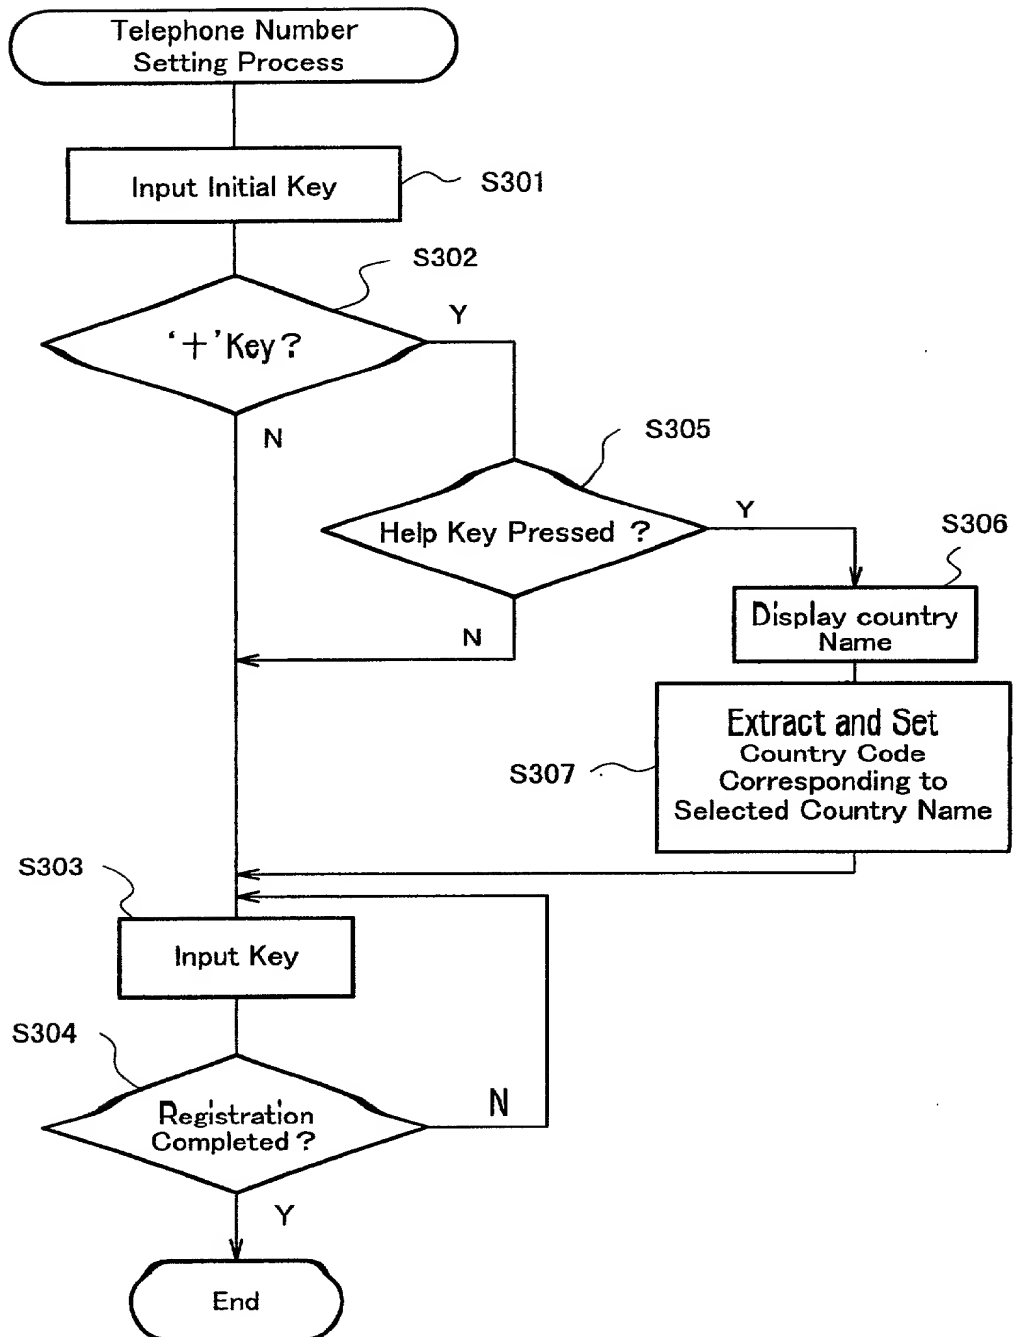 Telephone Number
Setting Process
Input Initial Key
S301
S302
'+' Key?
Y
N
S305
Help Key Pressed ?
Y
N
S306
Display country
Name
S307
Extract and Set
Country Code
Corresponding to
Selected Country Name
S303
Input Key
S304
Registration
Completed?
N
Y
End